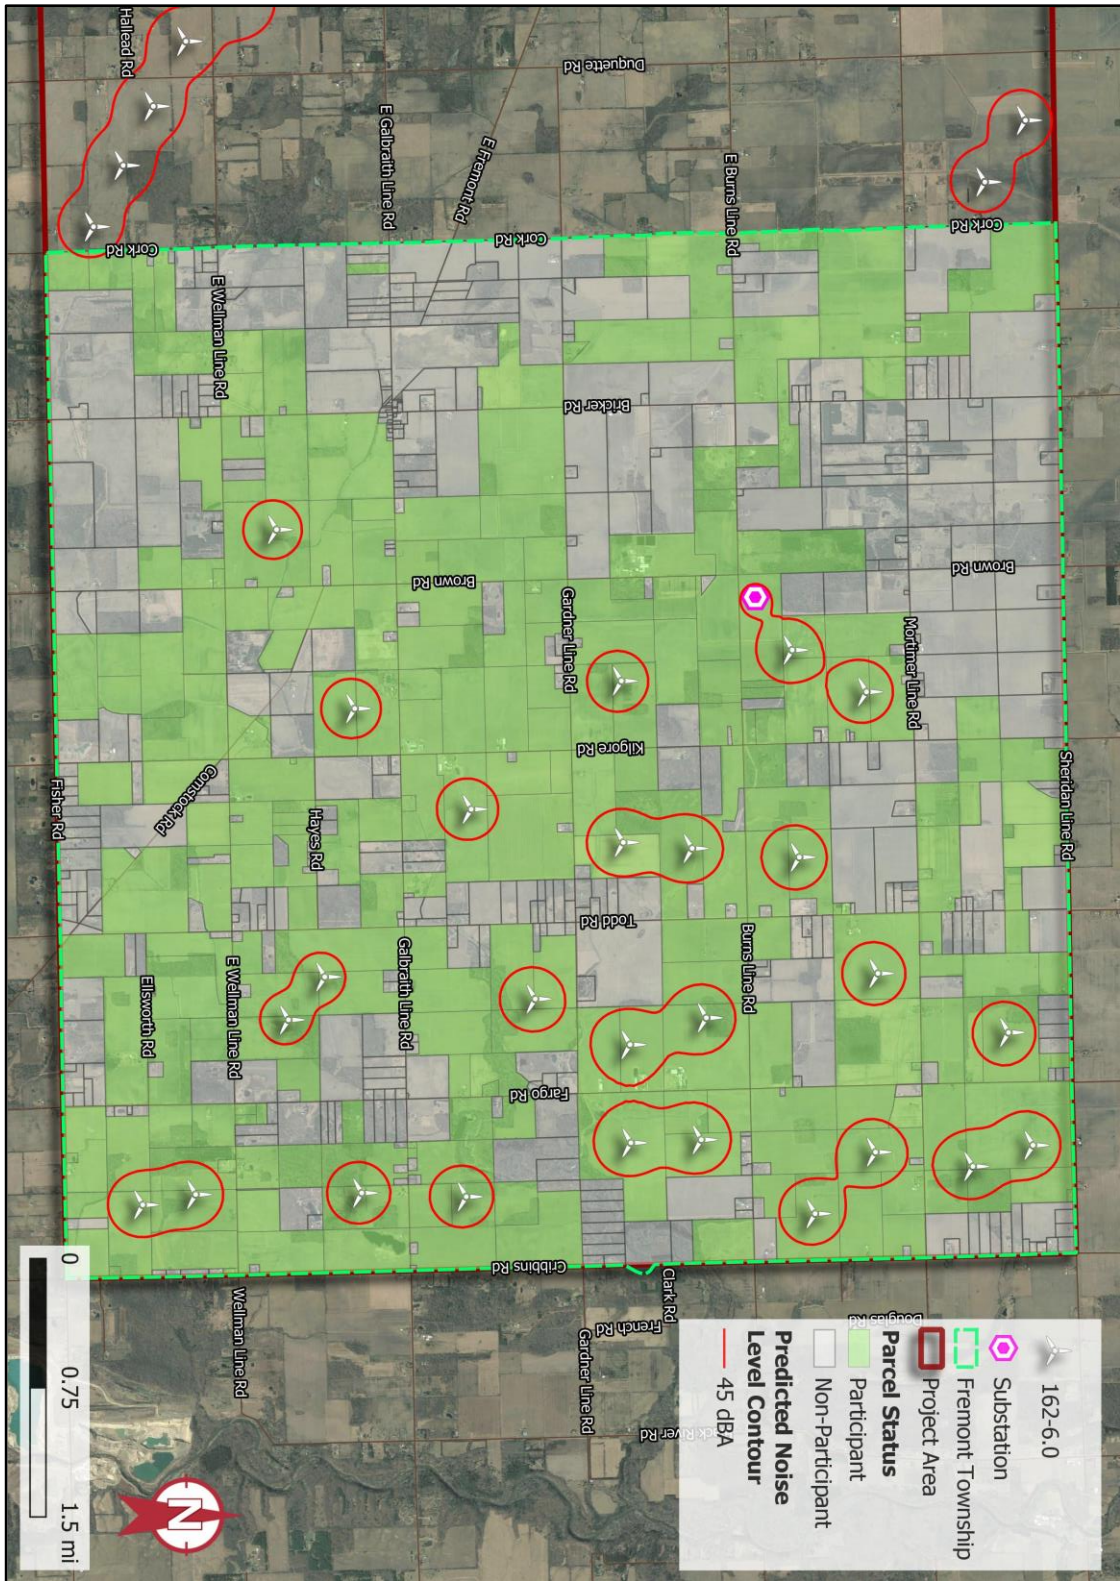 Hallead Rd
Duquette Rd
E Galbraith Line Rd
E Fremont Rd
E Burns Line Rd
Cork Rd
Cork Rd
Cork Rd
E Wellman Line Rd
Bricker Rd
Brown Rd
Brown Rd
Gardner Line Rd
Mortimer Line Rd
Kilgore Rd
Sheridan Line Rd
Comstock Rd
Fisher Rd
Hayes Rd
Todd Rd
Burns Line Rd
Galbraith Line Rd
E Wellman Line Rd
Ellsworth Rd
Fargo Rd
Cribbins Rd
Clark Rd
French Rd
Douglas Rd
Wellman Line Rd
Gardner Line Rd
ck River Rd
162-6.0
Substation
Fremont Township
Project Area
Parcel Status
Participant
Non-Participant
Predicted Noise
Level Contour
45 dBA
0 0.75 1.5 mi
N